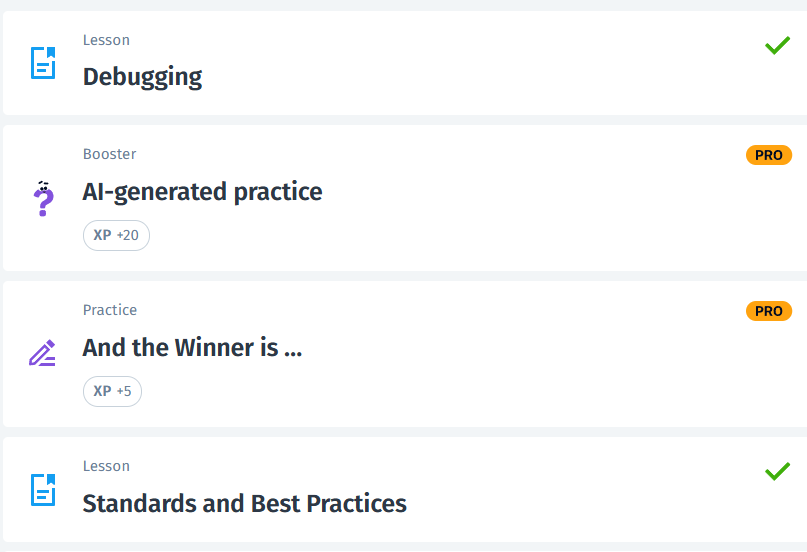 Lesson
Debugging
Booster
PRO
AI-generated practice
XP +20
Practice
PRO
And the Winner is ...
XP +5
Lesson
Standards and Best Practices